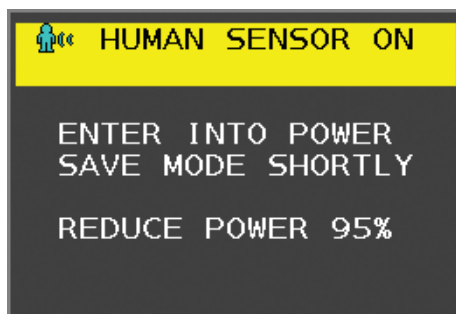 HUMAN SENSOR ON
ENTER INTO POWER
SAVE MODE SHORTLY
REDUCE POWER 95%